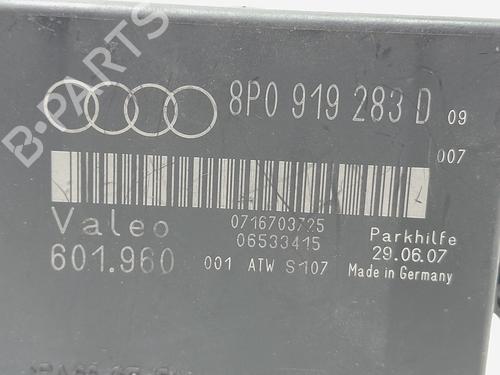 8P0 919 283 D 09
007
Valeo
0716703725
06533415
Parkhilfe
601.960
001 ATW S107
29.06.07
Made in Germany
B-PARTS